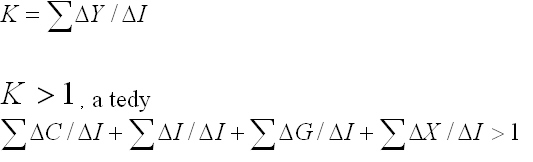 K = ∑ΔY / ΔI
K > 1, a tedy
∑ΔC / ΔI + ∑ΔI / ΔI + ∑ΔG / ΔI + ∑ΔX / ΔI > 1